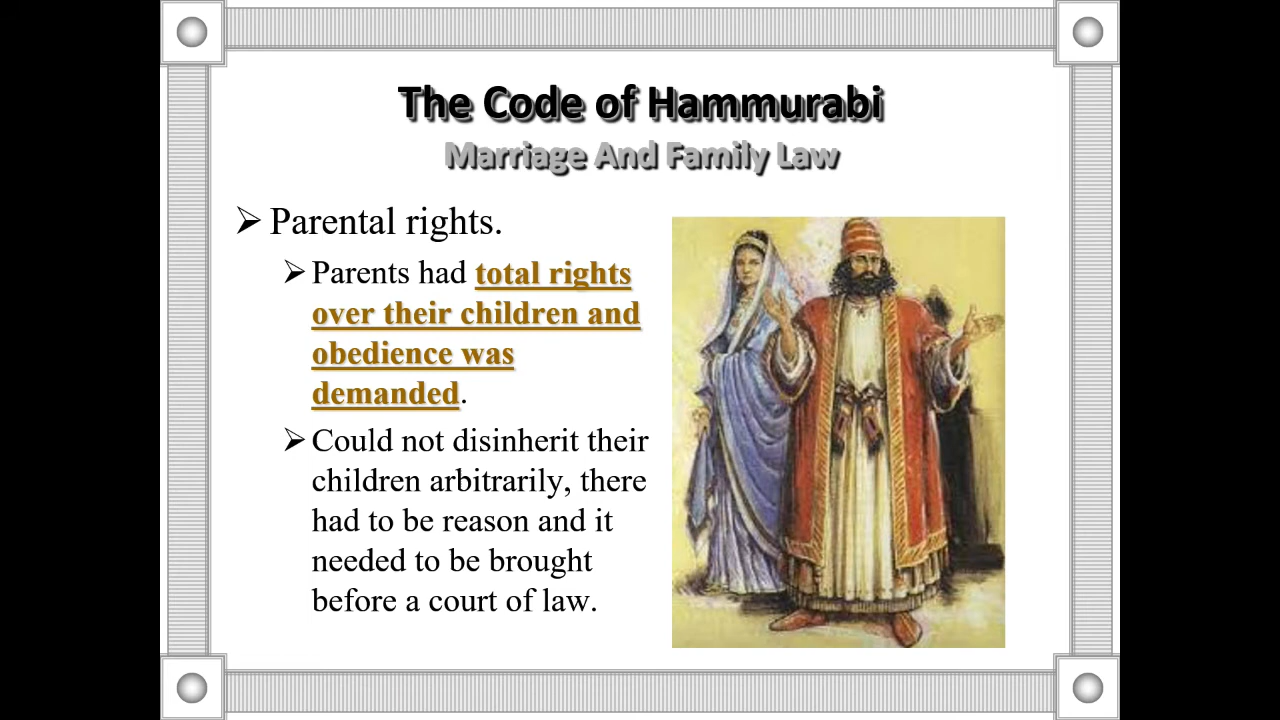 The Code of Hammurabi
Marriage And Family Law
➢ Parental rights.
➢ Parents had total rights
over their children and
obedience was
demanded.
➢ Could not disinherit their
children arbitrarily, there
had to be reason and it
needed to be brought
before a court of law.